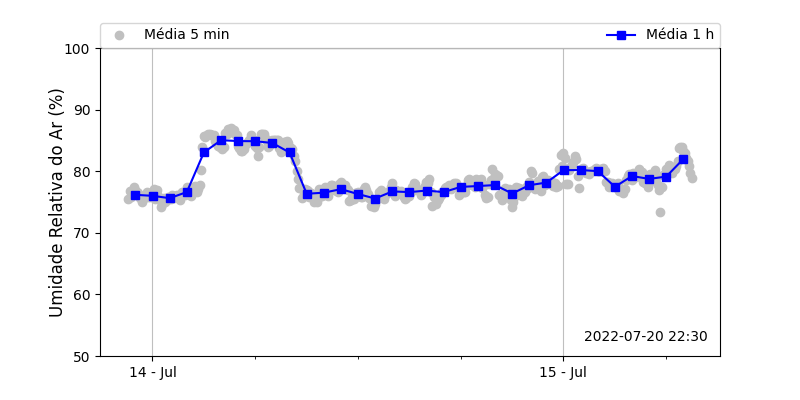 Média 5 min
Média 1 h
Umidade Relativa do Ar (%)
100
90
80
70
60
50
2022-07-20 22:30
14 - Jul
15 - Jul